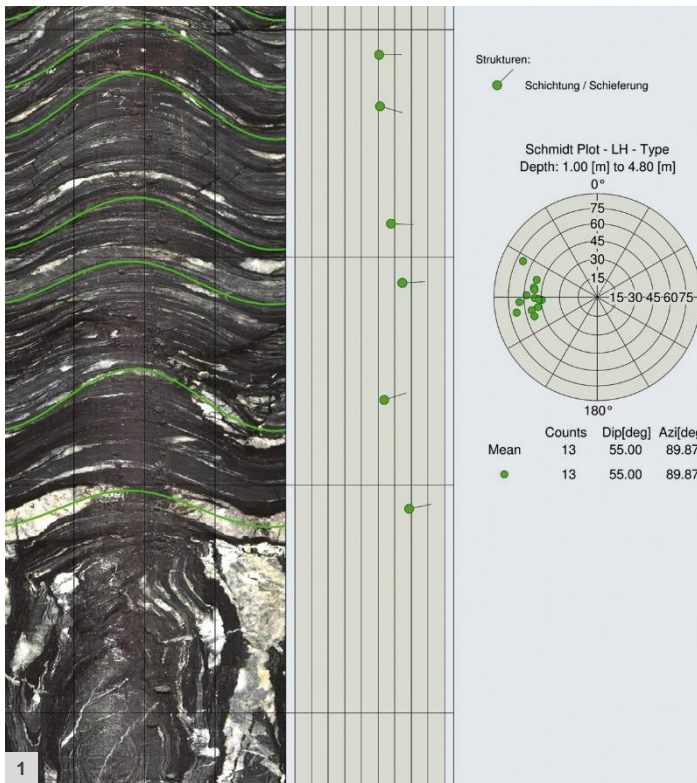 Strukturen:
Schichtung / Schieferung
Schmidt Plot - LH - Type
Depth: 1.00 [m] to 4.80 [m]
0°
75
60
45
30
15
15 30 45 60 75
180°
Counts Dip[deg] Azi[deg
Mean 13 55.00 89.87
13 55.00 89.87
1